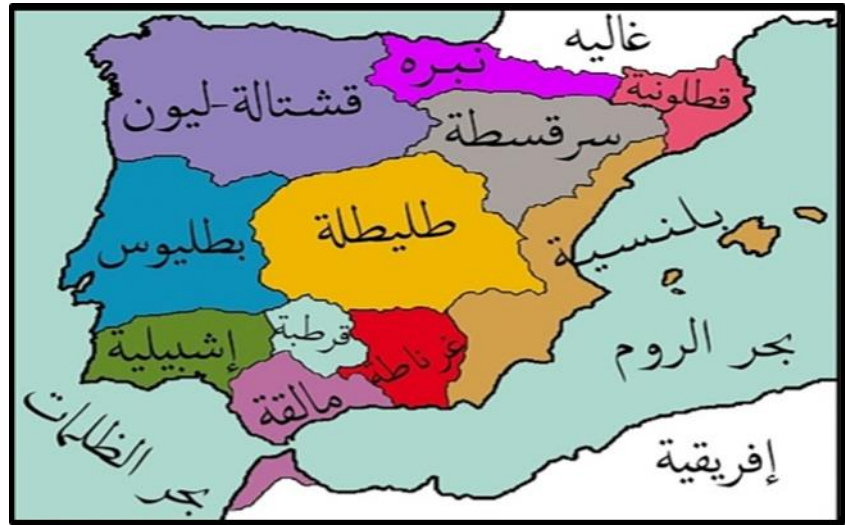 غاليه
نبره
قطلونية
قشتالة-ليون
سرقسطة
بلنسية
طليطلة
بطليوس
قرطبة
غرناطة
إشبيلية
مالقة
بحر الروم
بحر الظلمات
إفريقية